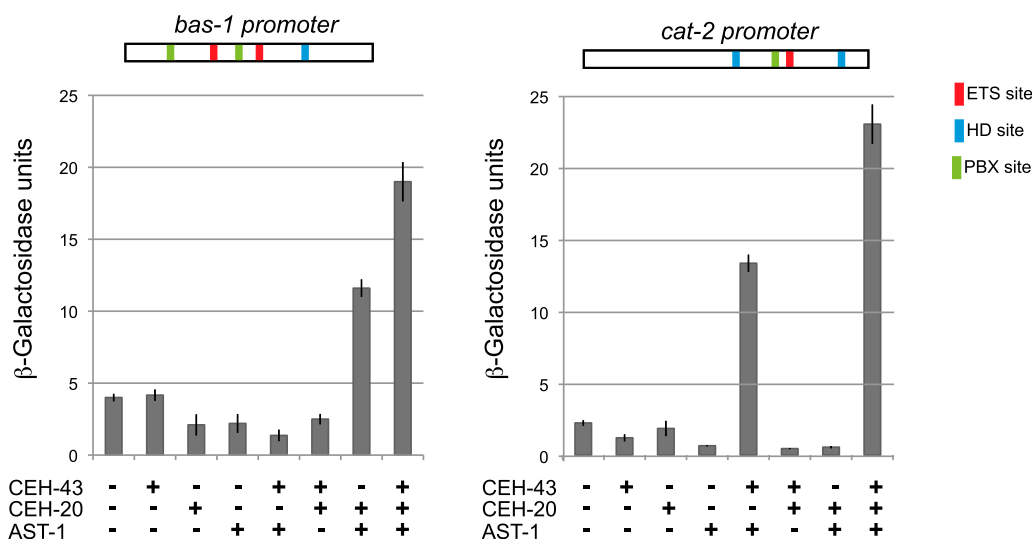 bas-1 promoter
β-Galactosidase units
25
20
15
10
5
0
CEH-43 - + - - + + - +
CEH-20 - - + - - + + +
AST-1 - - - + + - + +
cat-2 promoter
β-Galactosidase units
25
20
15
10
5
0
CEH-43 - + - - + + - +
CEH-20 - - + - - + + +
AST-1 - - - + + - + +
ETS site
HD site
PBX site